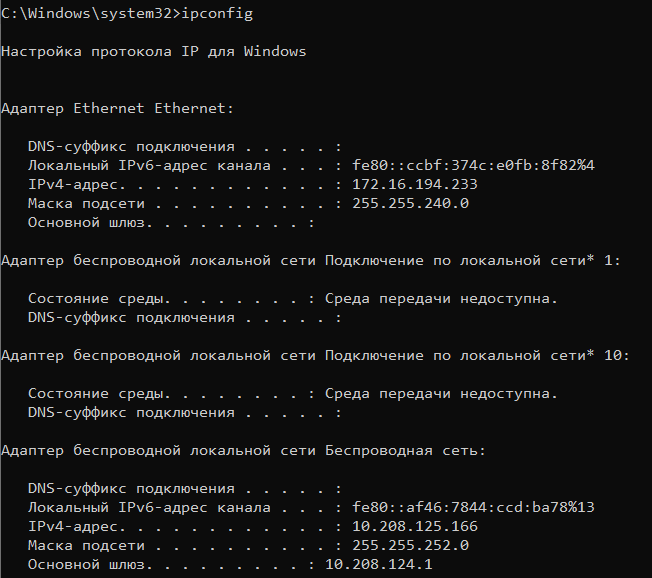 C:\Windows\system32>ipconfig
Настройка протокола IP для Windows
Адаптер Ethernet Ethernet:
DNS-суффикс подключения . . . . . :
Локальный IPv6-адрес канала . . . : fe80::ccbf:374c:e0fb:8f82%4
IPv4-адрес. . . . . . . . . . . . : 172.16.194.233
Маска подсети . . . . . . . . . . : 255.255.240.0
Основной шлюз. . . . . . . . . :
Адаптер беспроводной локальной сети Подключение по локальной сети* 1:
Состояние среды. . . . . . . . : Среда передачи недоступна.
DNS-суффикс подключения . . . . . :
Адаптер беспроводной локальной сети Подключение по локальной сети* 10:
Состояние среды. . . . . . . . : Среда передачи недоступна.
DNS-суффикс подключения . . . . . :
Адаптер беспроводной локальной сети Беспроводная сеть:
DNS-суффикс подключения . . . . . :
Локальный IPv6-адрес канала . . . : fe80::af46:7844:ccd:ba78%13
IPv4-адрес. . . . . . . . . . . . : 10.208.125.166
Маска подсети . . . . . . . . . . : 255.255.252.0
Основной шлюз. . . . . . . . . : 10.208.124.1